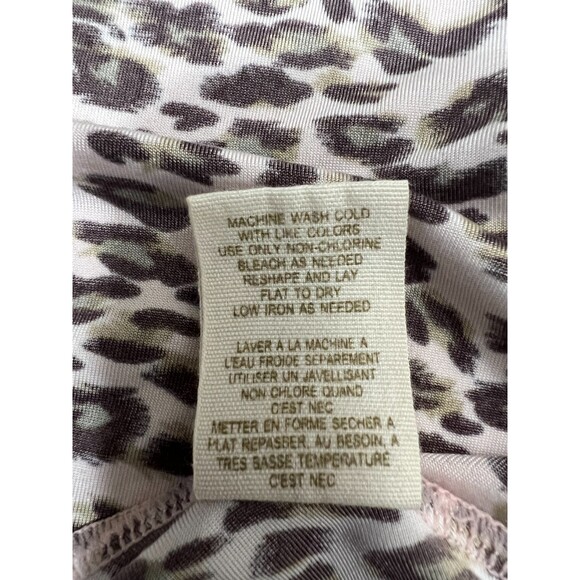 MACHINE WASH COLD
WITH LIKE COLORS
USE ONLY NON-CHLORINE
BLEACH AS NEEDED
RESHAPE AND LAY
FLAT TO DRY
LOW IRON AS NEEDED
LAVER A LA MACHINE A
L'EAU FROIDE SEPAREMENT
UTILISER UN JAVELLISANT
NON CHLORE QUAND
C'EST NEC
METTER EN FORME SECHER A
PLAT REPASSER, AU BESOIN, A
TRES BASSE TEMPERATURE
C'EST NEC